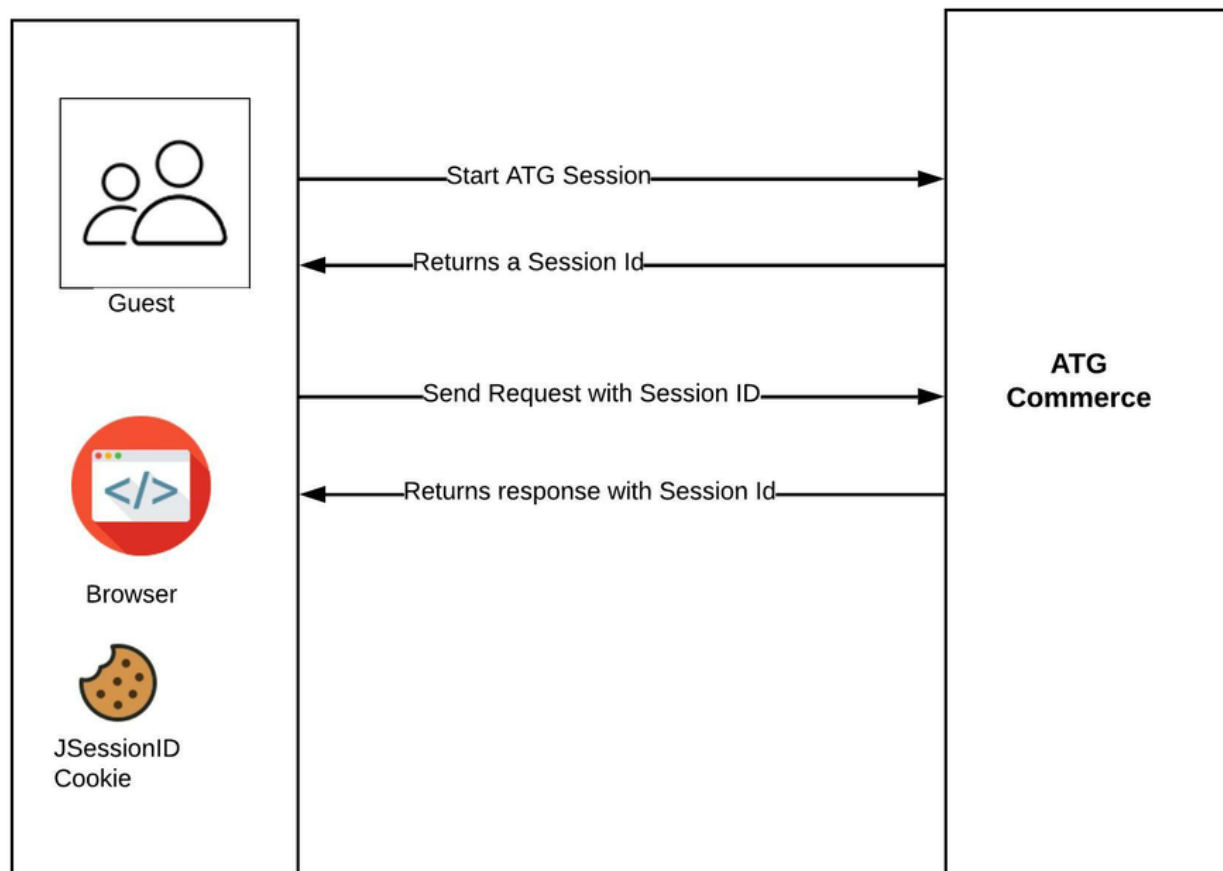 Start ATG Session
Returns a Session Id
Guest
Send Request with Session ID
ATG
Commerce
</>
Returns response with Session Id
Browser
JSessionID
Cookie